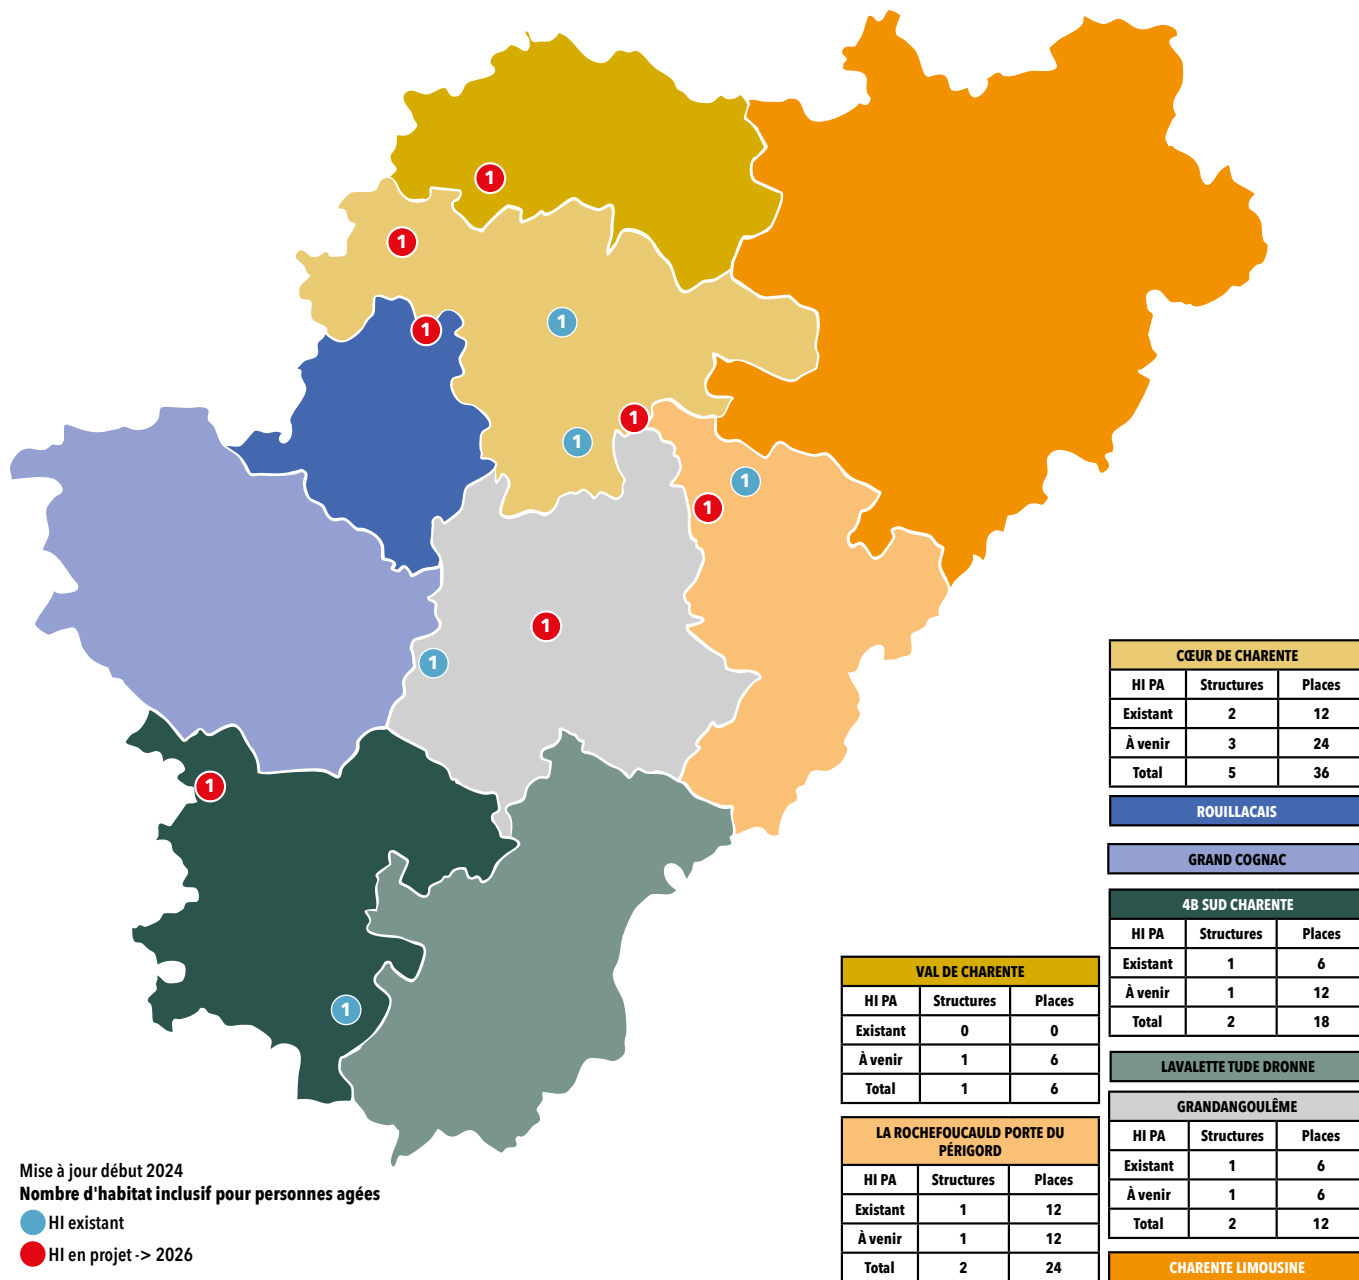 1
1
1
1
1
1
1
1
1
1
1
1
CŒUR DE CHARENTE
HI PA Structures Places
Existant 2 12
À venir 3 24
Total 5 36
ROUILLACAIS
GRAND COGNAC
4B SUD CHARENTE
HI PA Structures Places
Existant 1 6
À venir 1 12
Total 2 18
LAVALETTE TUDE DRONNE
GRANDANGOULÊME
HI PA Structures Places
Existant 1 6
À venir 1 6
Total 2 12
CHARENTE LIMOUSINE
VAL DE CHARENTE
HI PA Structures Places
Existant 0 0
À venir 1 6
Total 1 6
LA ROCHEFOUCAULD PORTE DU
PÉRIGORD
HI PA Structures Places
Existant 1 12
À venir 1 12
Total 2 24
Mise à jour début 2024
Nombre d'habitat inclusif pour personnes agées
HI existant
HI en projet -> 2026